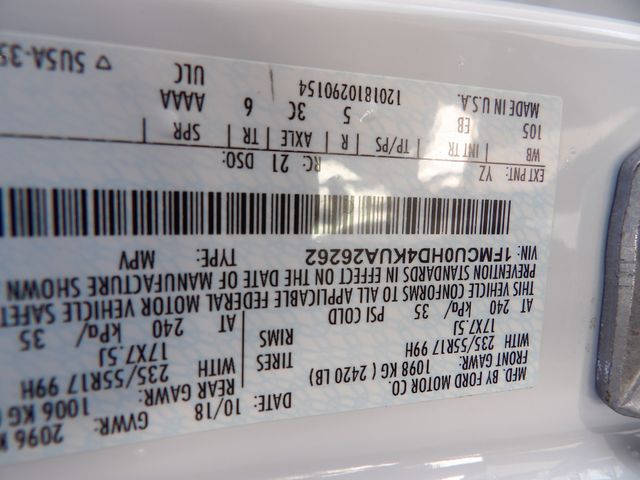 MFD. BY FORD MOTOR CO.
DATE: 10/18 GVWR: 2096 K
FRONT GAWR: REAR GAWR:
1098 KG ( 2420 LB) 1006 KG
WITH TIRES WITH
235/55R17 99H 235/55R17 99H
17X7.5J RIMS 17X7.5J
AT 240 kPa/ 35 PSI COLD AT 240 kPa/ 35
THIS VEHICLE CONFORMS TO ALL APPLICABLE FEDERAL MOTOR VEHICLE SAFET
PREVENTION STANDARDS IN EFFECT ON THE DATE OF MANUFACTURE SHOWN
VIN: 1FMCU0HD4KUA26262 TYPE: MPV
EXT PNT: YZ RC: 21 DSO:
WB INT TR TP/PS R AXLE TR SPR
105 EB 5 3C 6 AAAA
MADE IN U.S.A. 1201810290154 ULC
5USA-35